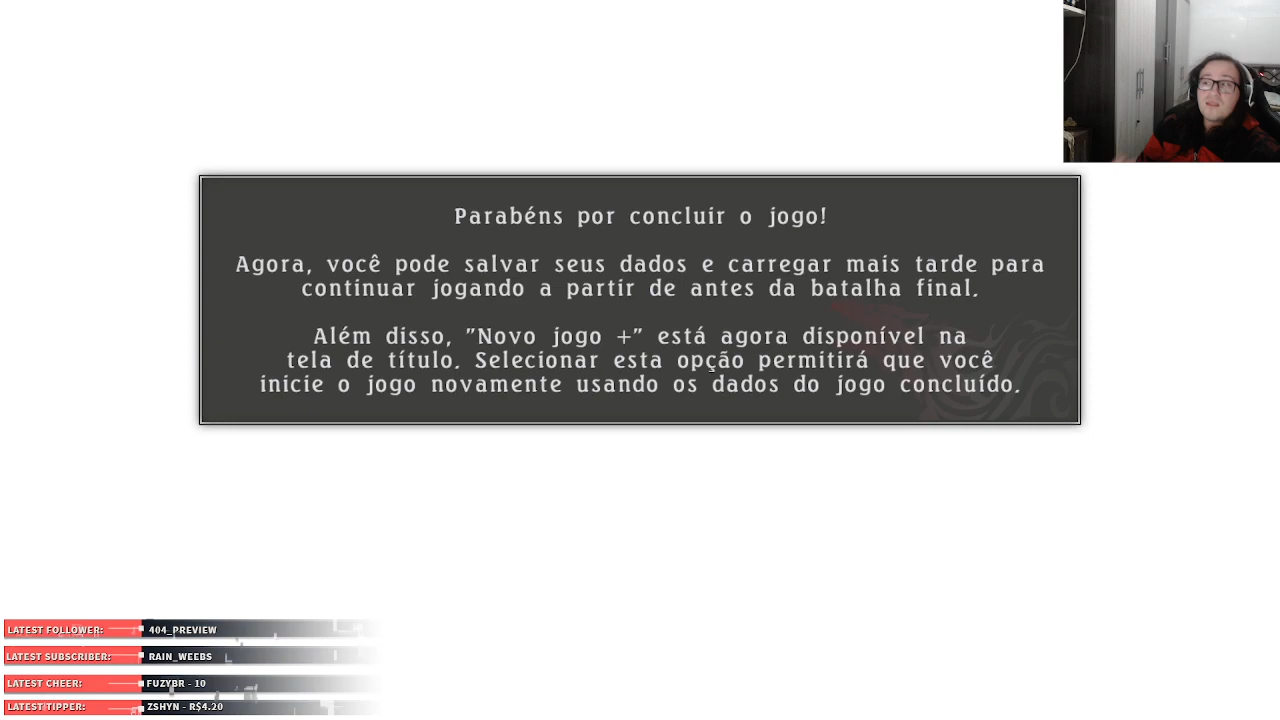 Parabéns por concluir o jogo!
Agora, você pode salvar seus dados e carregar mais tarde para
continuar jogando a partir de antes da batalha final.
Além disso, "Novo jogo +" está agora disponível na
tela de título. Selecionar esta opção permitirá que você
inicie o jogo novamente usando os dados do jogo concluído.
LATEST FOLLOWER: 404_PREVIEW
LATEST SUBSCRIBER: RAIN_WEEBS
LATEST CHEER: FUZYBR - 10
LATEST TIPPER: ZSHYN - R$4.20